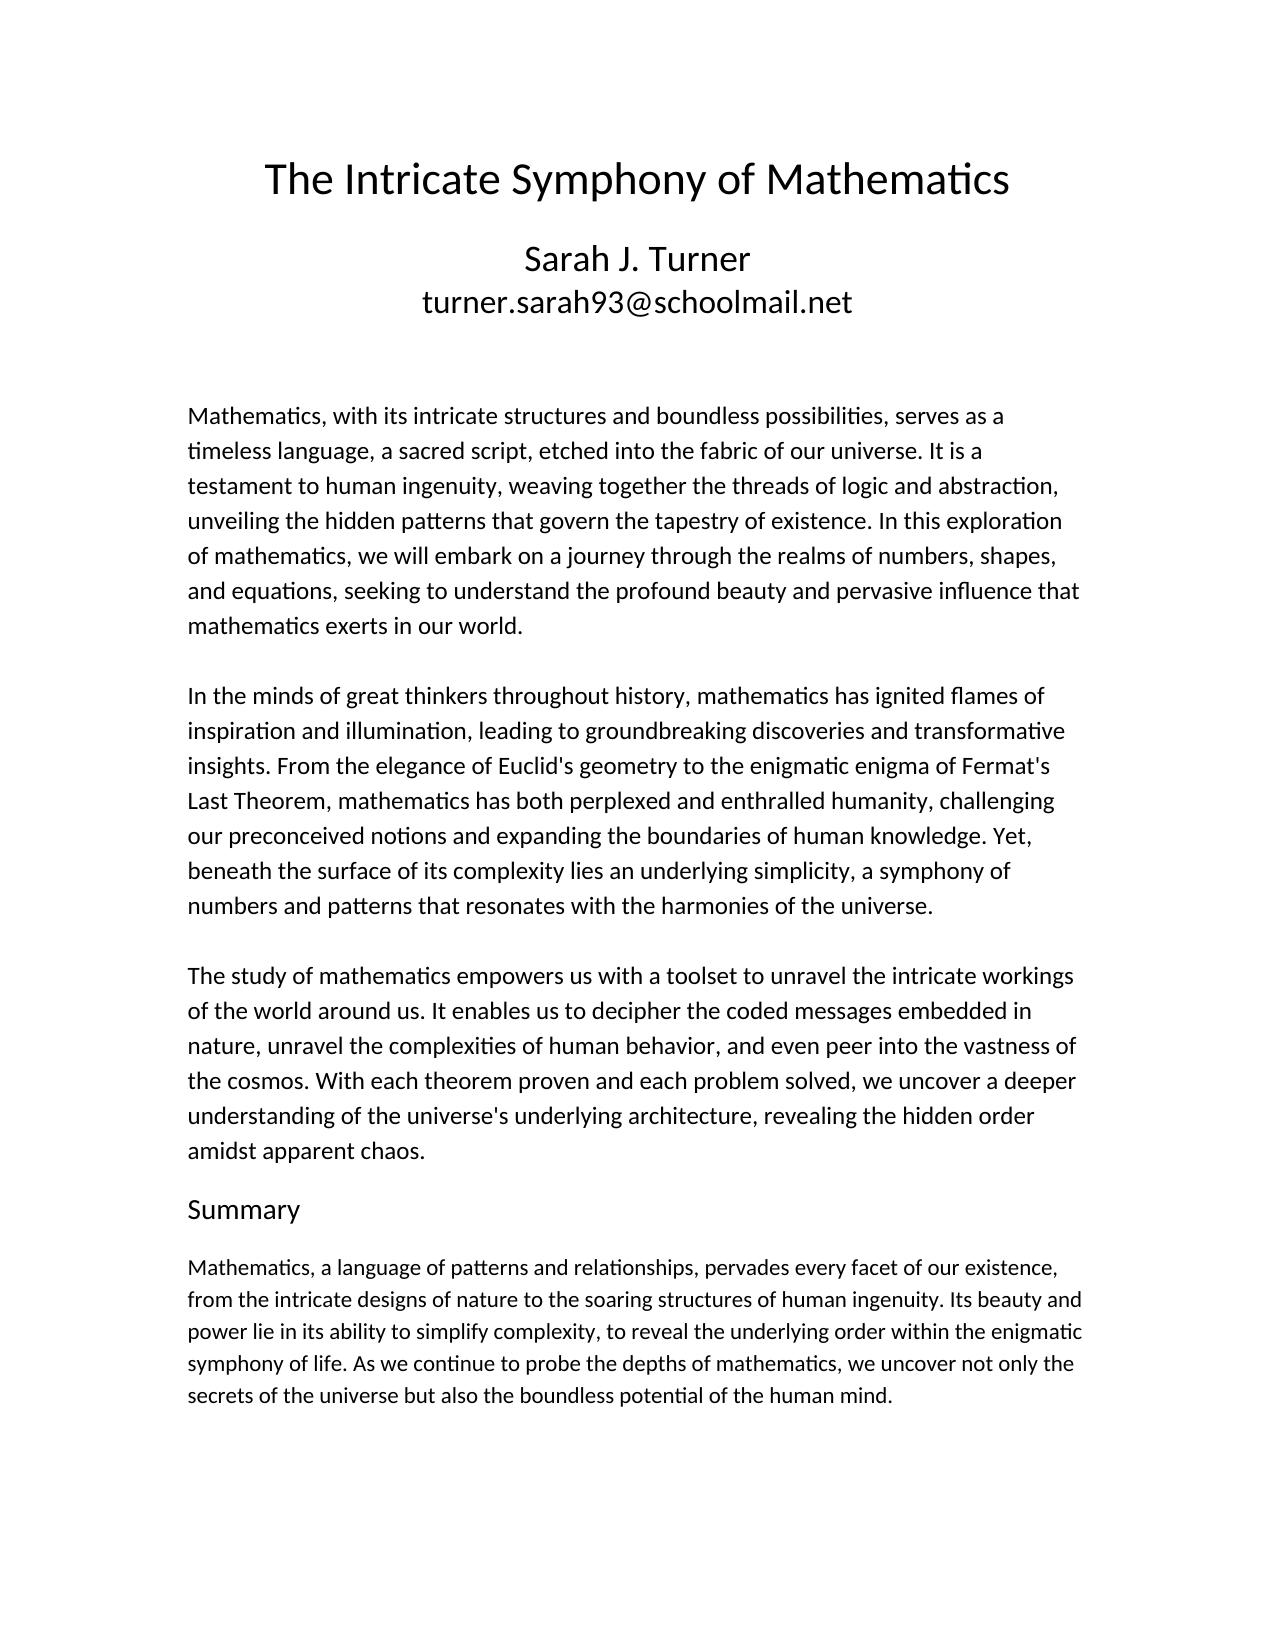 The Intricate Symphony of Mathematics
Sarah J. Turner
turner.sarah93@schoolmail.net
Mathematics, with its intricate structures and boundless possibilities, serves as a
timeless language, a sacred script, etched into the fabric of our universe. It is a
testament to human ingenuity, weaving together the threads of logic and abstraction,
unveiling the hidden patterns that govern the tapestry of existence. In this exploration
of mathematics, we will embark on a journey through the realms of numbers, shapes,
and equations, seeking to understand the profound beauty and pervasive influence that
mathematics exerts in our world.
In the minds of great thinkers throughout history, mathematics has ignited flames of
inspiration and illumination, leading to groundbreaking discoveries and transformative
insights. From the elegance of Euclid's geometry to the enigmatic enigma of Fermat's
Last Theorem, mathematics has both perplexed and enthralled humanity, challenging
our preconceived notions and expanding the boundaries of human knowledge. Yet,
beneath the surface of its complexity lies an underlying simplicity, a symphony of
numbers and patterns that resonates with the harmonies of the universe.
The study of mathematics empowers us with a toolset to unravel the intricate workings
of the world around us. It enables us to decipher the coded messages embedded in
nature, unravel the complexities of human behavior, and even peer into the vastness of
the cosmos. With each theorem proven and each problem solved, we uncover a deeper
understanding of the universe's underlying architecture, revealing the hidden order
amidst apparent chaos.
Summary
Mathematics, a language of patterns and relationships, pervades every facet of our existence,
from the intricate designs of nature to the soaring structures of human ingenuity. Its beauty and
power lie in its ability to simplify complexity, to reveal the underlying order within the enigmatic
symphony of life. As we continue to probe the depths of mathematics, we uncover not only the
secrets of the universe but also the boundless potential of the human mind.